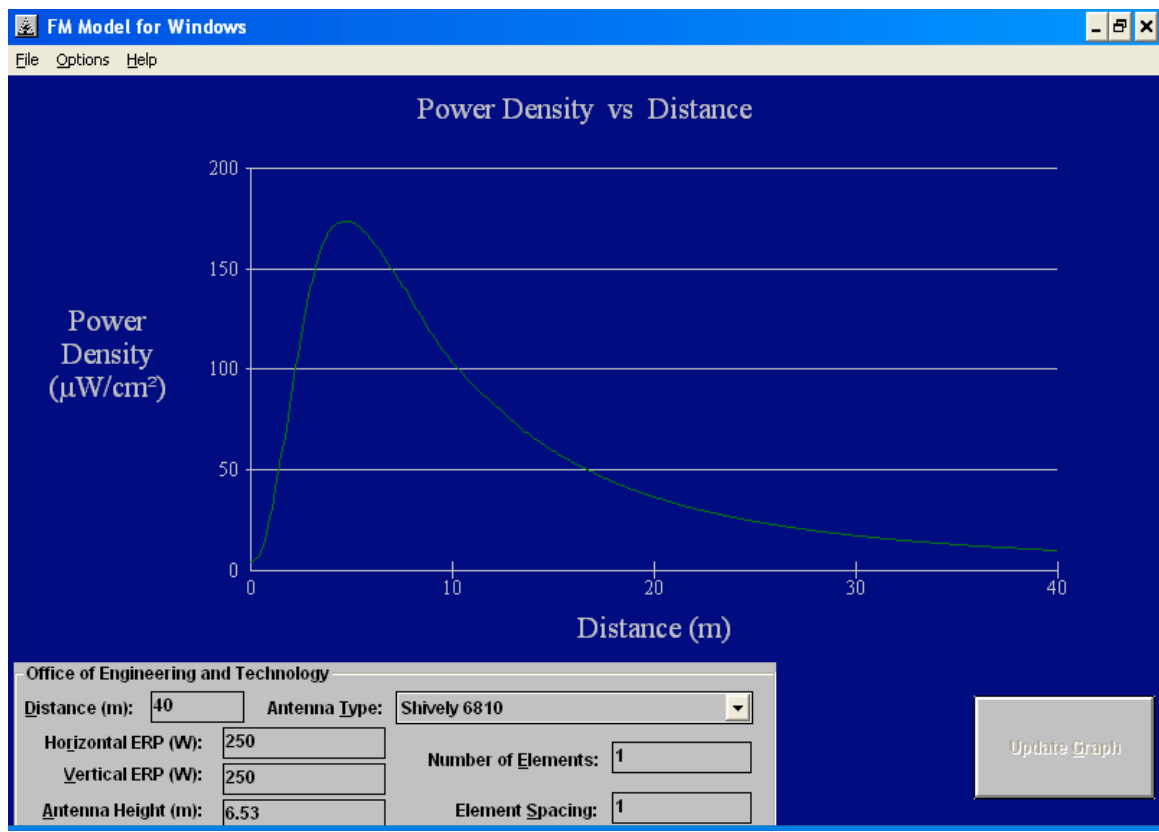 FM Model for Windows
File Options Help
Power Density vs Distance
200
150
100
50
0
Power
Density
(µW/cm²)
0 10 20 30 40
Distance (m)
Office of Engineering and Technology
Distance (m): 40 Antenna Type: Shively 6810
Horizontal ERP (W): 250
Number of Elements: 1
Vertical ERP (W): 250
Antenna Height (m): 6.53 Element Spacing: 1
Update Graph